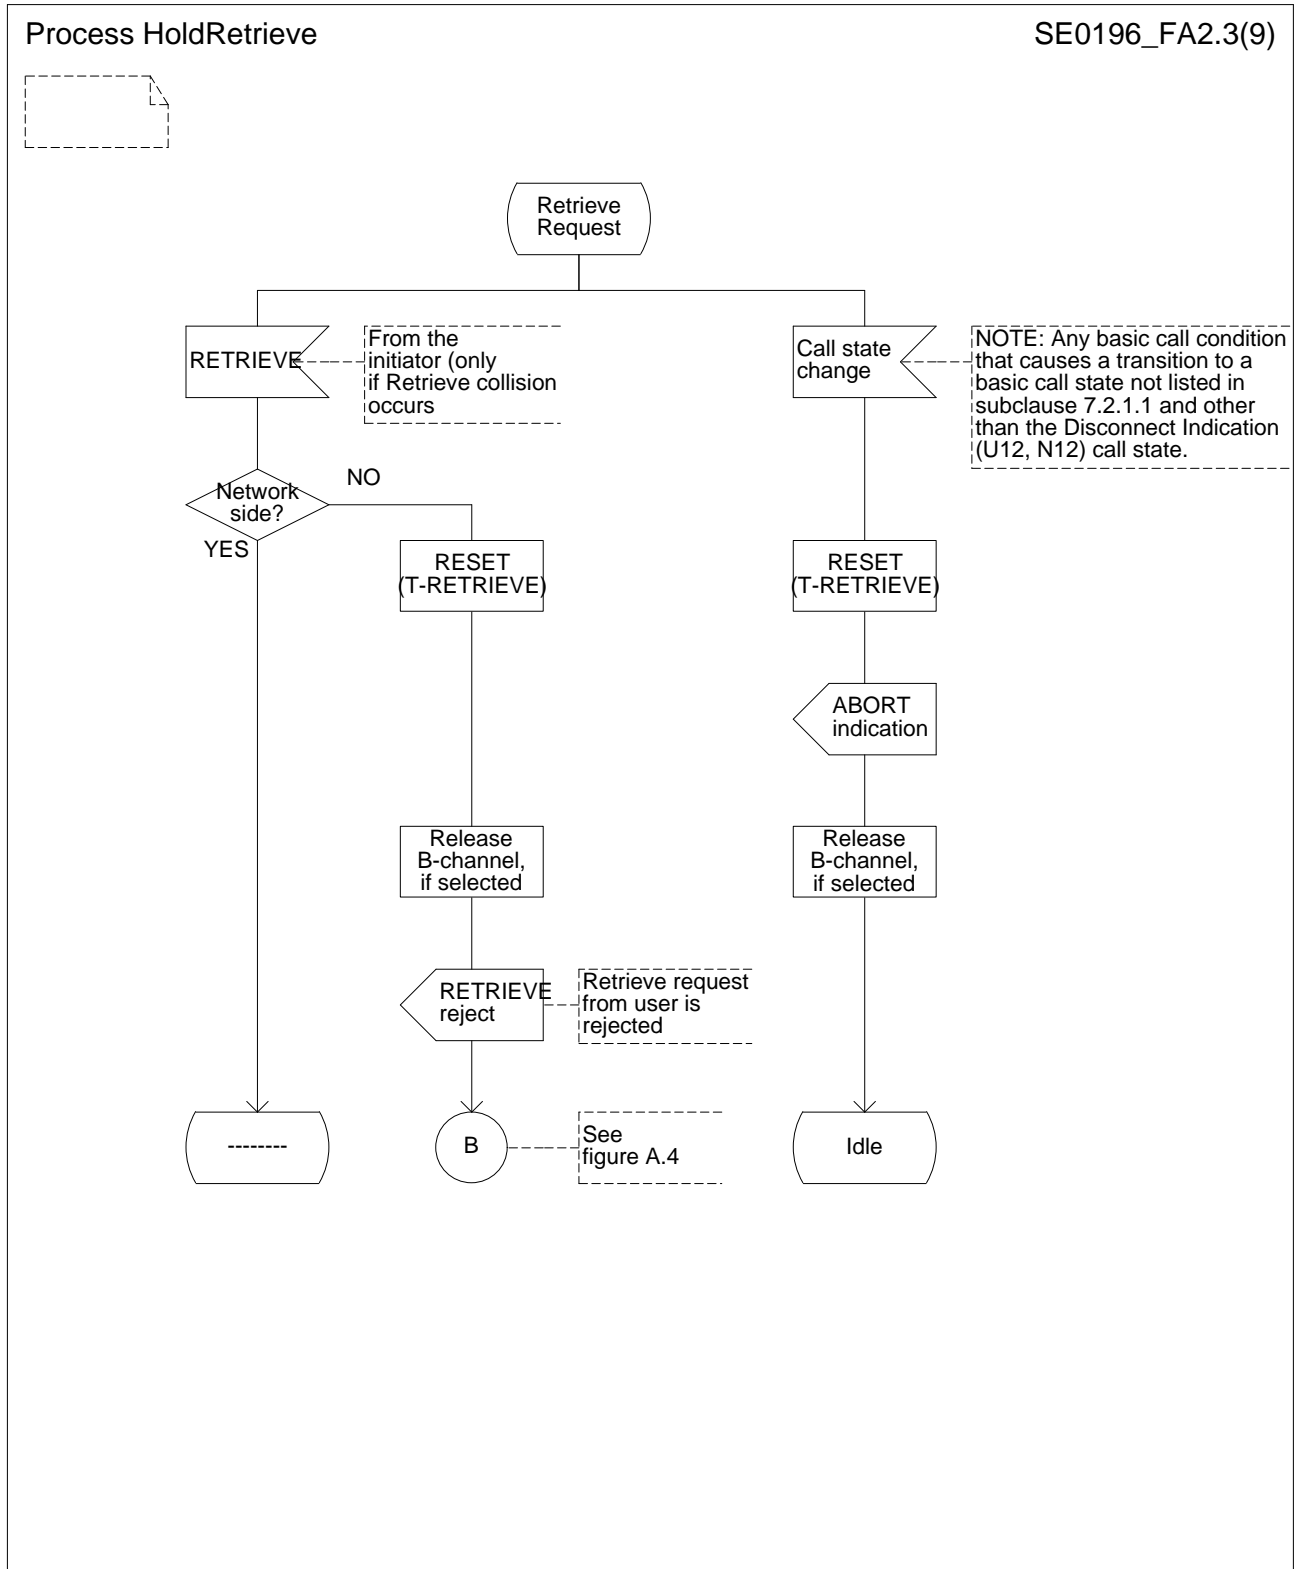 Process HoldRetrieve
SE0196_FA2.3(9)
Retrieve
Request
RETRIEVE
From the
initiator (only
if Retrieve collision
occurs
Call state
change
NOTE: Any basic call condition
that causes a transition to a
basic call state not listed in
subclause 7.2.1.1 and other
than the Disconnect Indication
(U12, N12) call state.
Network
side?
NO
YES
RESET
(T-RETRIEVE)
RESET
(T-RETRIEVE)
ABORT
indication
Release
B-channel,
if selected
Release
B-channel,
if selected
RETRIEVE
reject
Retrieve request
from user is
rejected
--------
B
See
figure A.4
Idle